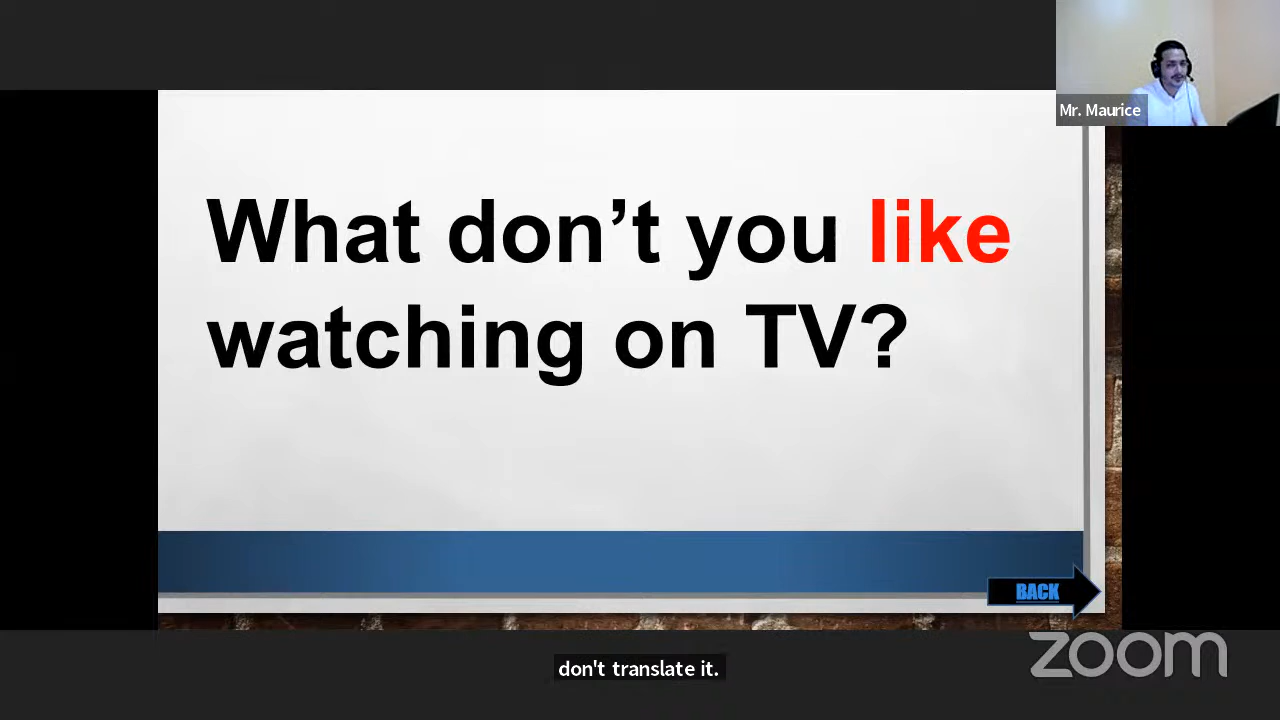 Mr. Maurice
What don’t you like
watching on TV?
BACK
don't translate it.
zoom